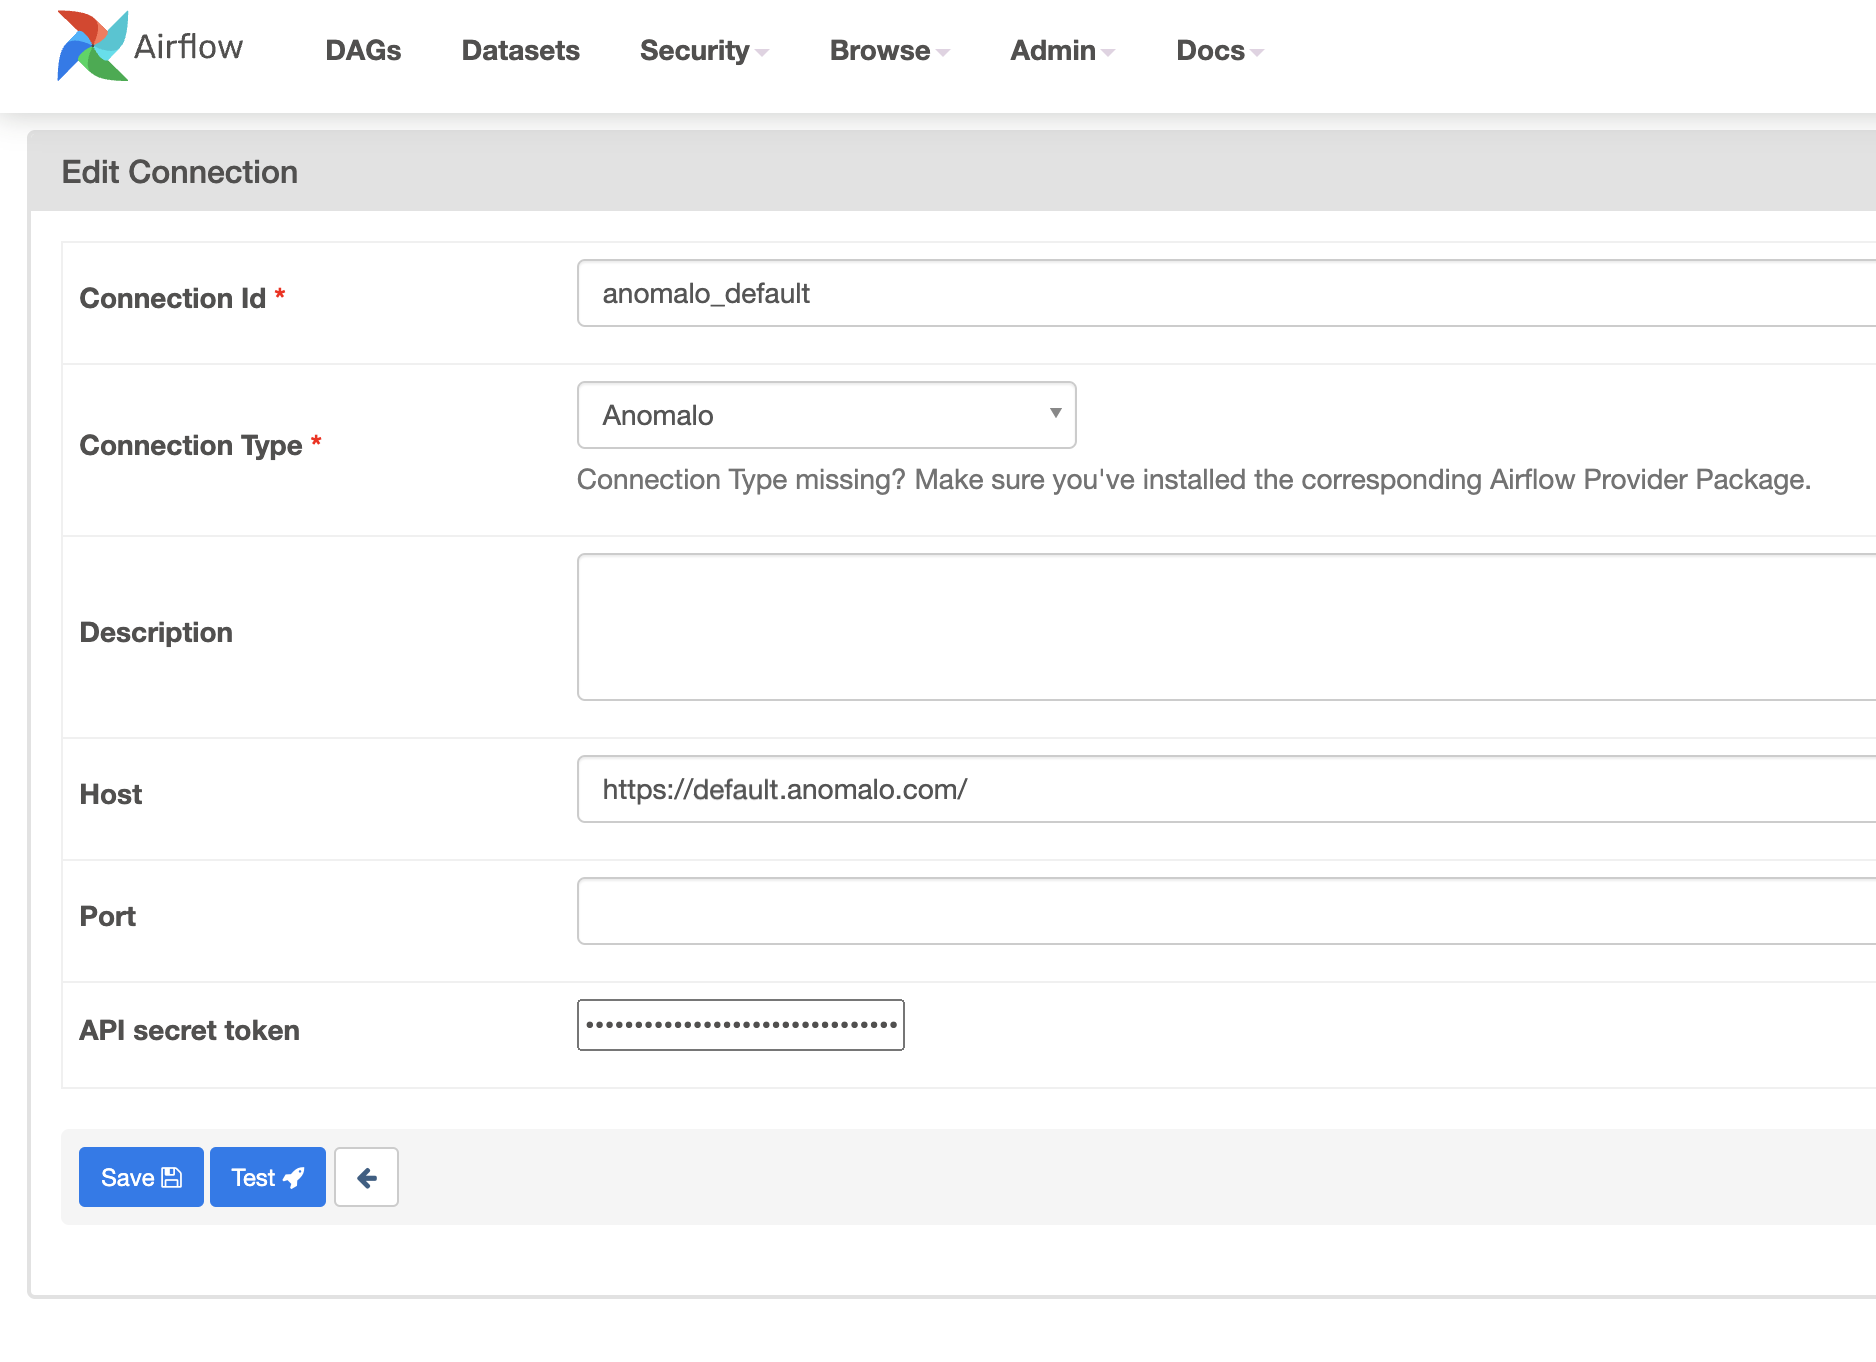 Airflow DAGs Datasets Security Browse Admin Docs
Edit Connection
Connection Id * anomalo_default
Connection Type * Anomalo
Connection Type missing? Make sure you've installed the corresponding Airflow Provider Package.
Description
Host https://default.anomalo.com/
Port
API secret token ••••••••••••••••••••••••••••••••
Save Test